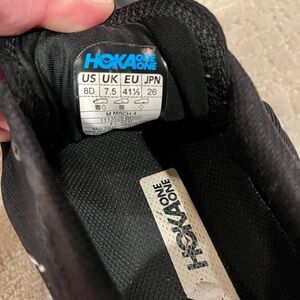 HOKA ONE ONE
US UK EU JPN
8D 7.5 41⅓ 26
M MACH 4
HOKA ONE ONE